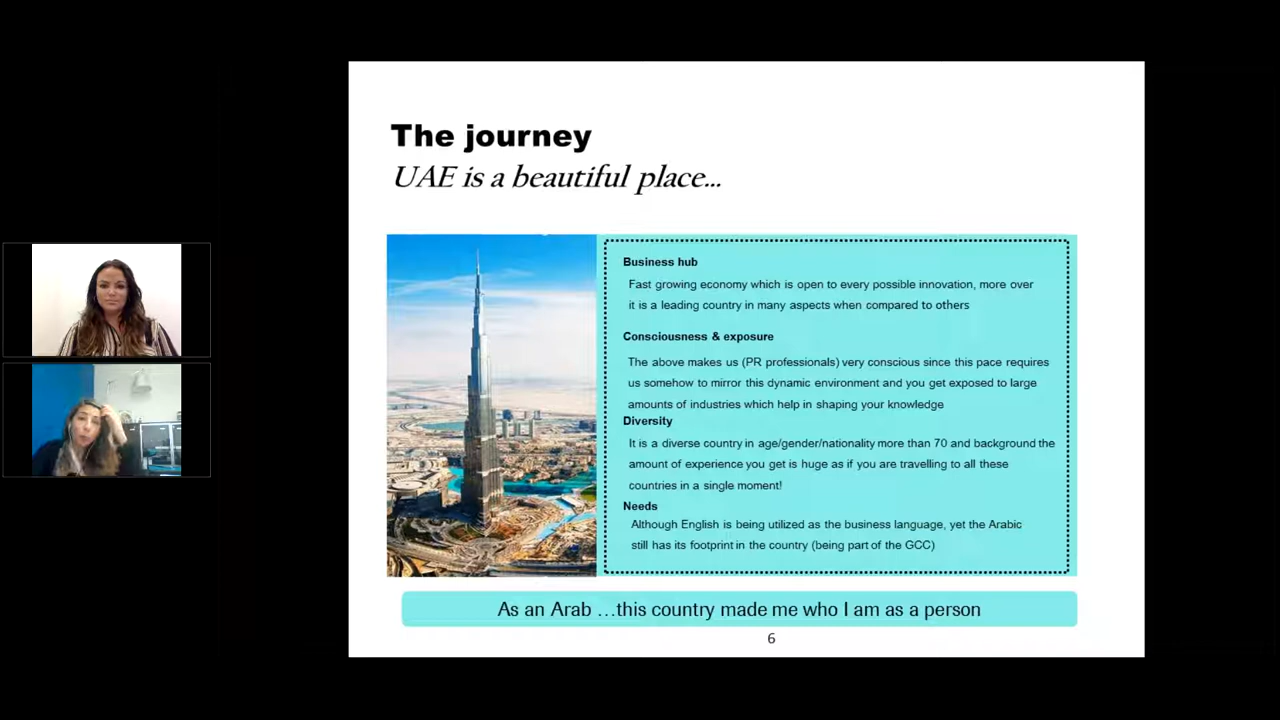 The journey
UAE is a beautiful place...
Business hub
Fast growing economy which is open to every possible innovation, more over
it is a leading country in many aspects when compared to others
Consciousness & exposure
The above makes us (PR professionals) very conscious since this pace requires
us somehow to mirror this dynamic environment and you get exposed to large
amounts of industries which help in shaping your knowledge
Diversity
It is a diverse country in age/gender/nationality more than 70 and background the
amount of experience you get is huge as if you are travelling to all these
countries in a single moment!
Needs
Although English is being utilized as the business language, yet the Arabic
still has its footprint in the country (being part of the GCC)
As an Arab ...this country made me who I am as a person
6